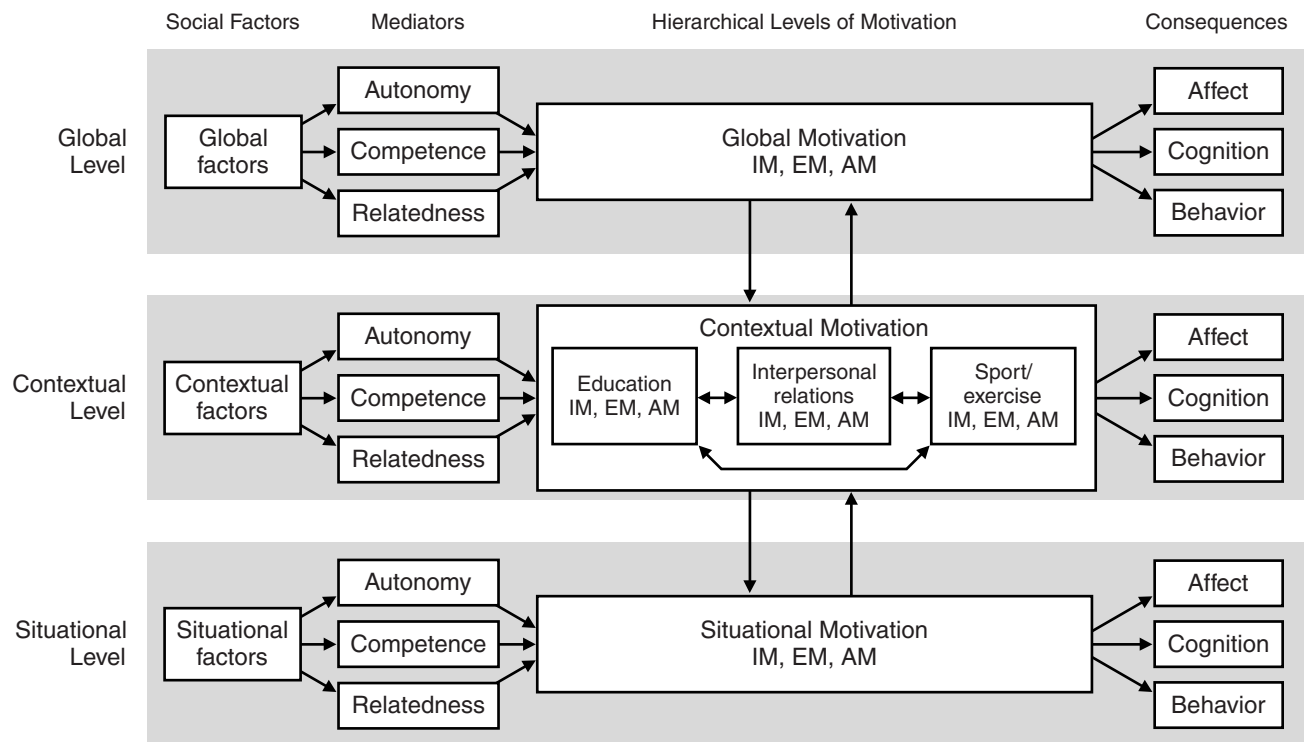 Social Factors
Mediators
Hierarchical Levels of Motivation
Consequences
Global
Level
Global
factors
Autonomy
Competence
Relatedness
Global Motivation
IM, EM, AM
Affect
Cognition
Behavior
Contextual
Level
Contextual
factors
Autonomy
Competence
Relatedness
Contextual Motivation
Education
IM, EM, AM
Interpersonal
relations
IM, EM, AM
Sport/
exercise
IM, EM, AM
Affect
Cognition
Behavior
Situational
Level
Situational
factors
Autonomy
Competence
Relatedness
Situational Motivation
IM, EM, AM
Affect
Cognition
Behavior